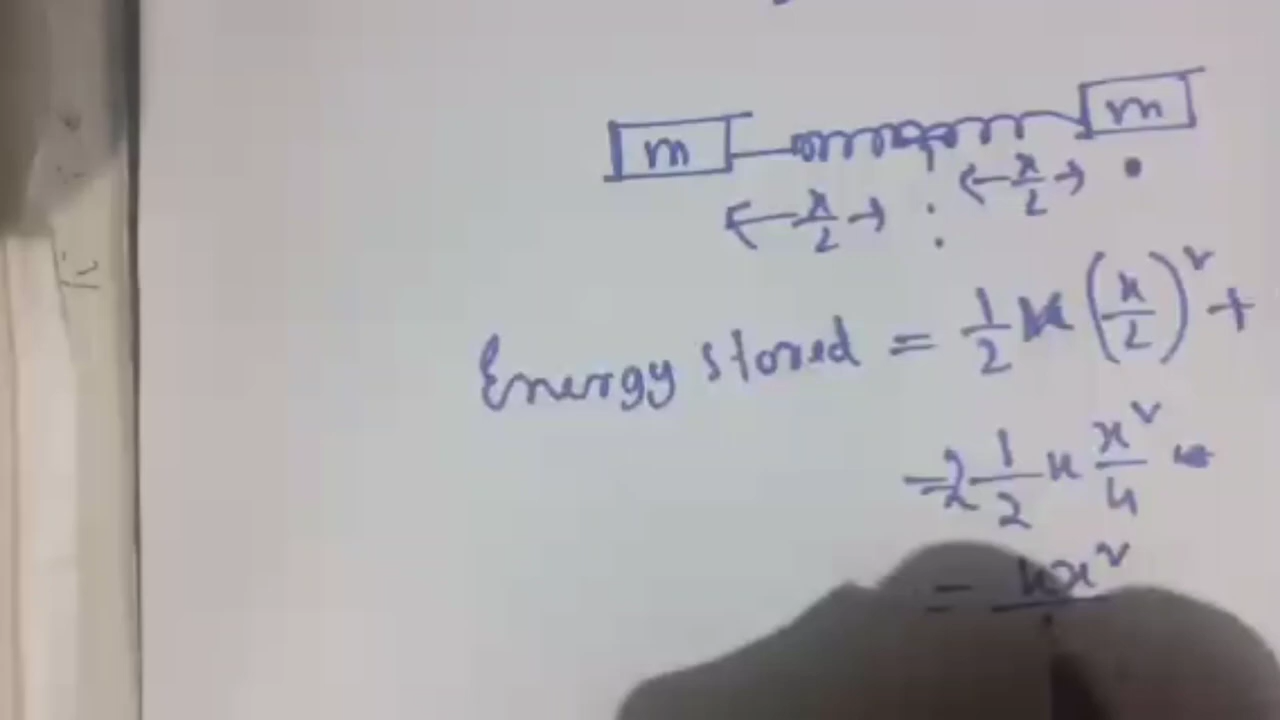 m m
x/2 x/2
Energy stored = 1/2 k (x/2)² +
= 2 1/2 k x²/4
= kx²